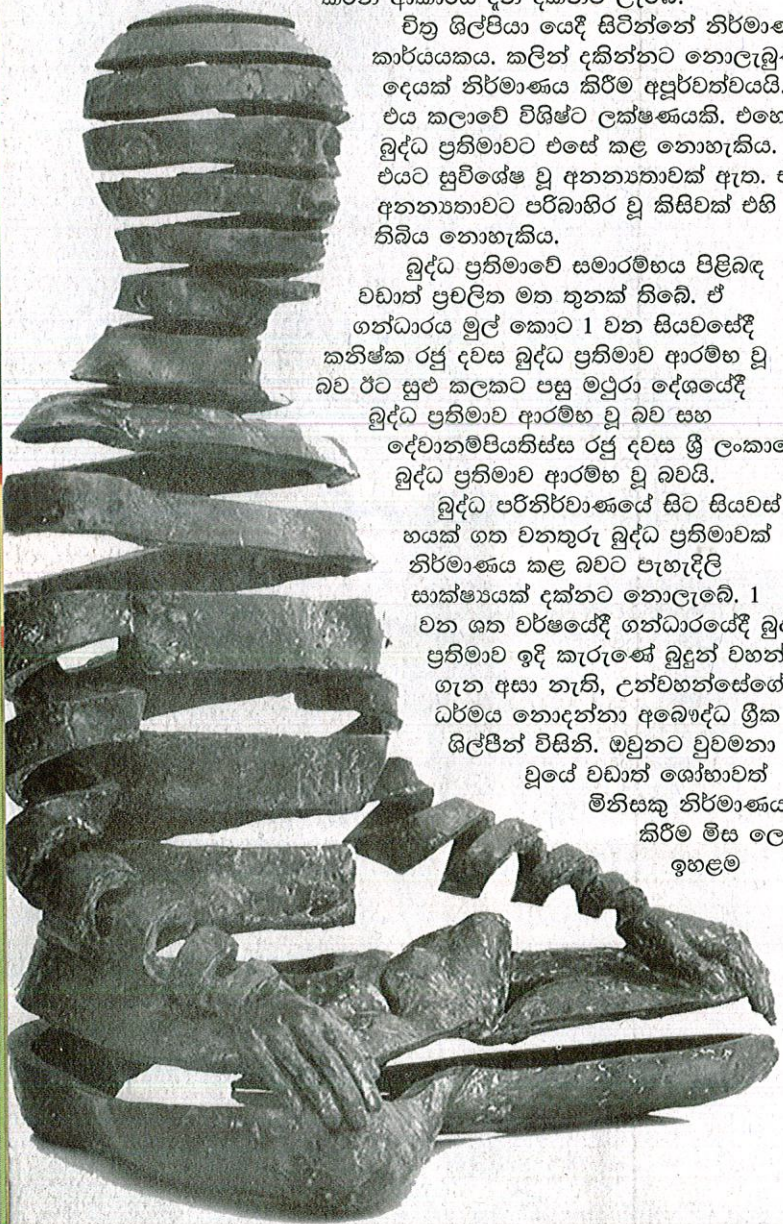 චිත්‍ර ශිල්පියා යෙදී සිටින්නේ නිර්මාණ
කාර්යයකය. කලින් දකින්නට නොලැබුණ
දෙයක් නිර්මාණය කිරීම අපූර්වත්වයයි.
එය කලාවේ විශිෂ්ට ලක්ෂණයකි. එහෙ
බුද්ධ ප්‍රතිමාවට එසේ කළ නොහැකිය.
එයට සුවිශේෂ වූ අනන්‍යතාවක් ඇත.
අනන්‍යතාවට පරිබාහිර වූ කිසිවක් එහි
තිබිය නොහැකිය.
බුද්ධ ප්‍රතිමාවේ සමාරම්භය පිළිබඳ
වඩාත් ප්‍රචලිත මත තුනක් තිබේ. ඒ
ගන්ධාරය මුල් කොට 1 වන සියවසේදී
කනිෂ්ක රජු දවස බුද්ධ ප්‍රතිමාව ආරම්භ වූ
බව ඊට සුළු කලකට පසු මථුරා දේශයේදී
බුද්ධ ප්‍රතිමාව ආරම්භ වූ බව සහ
දේවානම්පියතිස්ස රජු දවස ශ්‍රී ලංකාවේ
බුද්ධ ප්‍රතිමාව ආරම්භ වූ බවයි.
බුද්ධ පරිනිර්වාණයේ සිට සියවස්
හයක් ගත වනතුරු බුද්ධ ප්‍රතිමාවක්
නිර්මාණය කළ බවට පැහැදිලි
සාක්ෂ්‍යයක් දක්නට නොලැබේ. 1
වන ශත වර්ෂයේදී ගන්ධාරයේදී බුද්
ප්‍රතිමාව ඉදි කැරුණේ බුදුන් වහන්
ගැන අසා නැති, උන්වහන්සේගේ
ධර්මය නොදන්නා අබෞද්ධ ග්‍රීක
ශිල්පීන් විසිනි. ඔවුනට වුවමනා
වූයේ වඩාත් ශෝභාවත්
මිනිසකු නිර්මාණය
කිරීම මිස ලො
ඉහළම